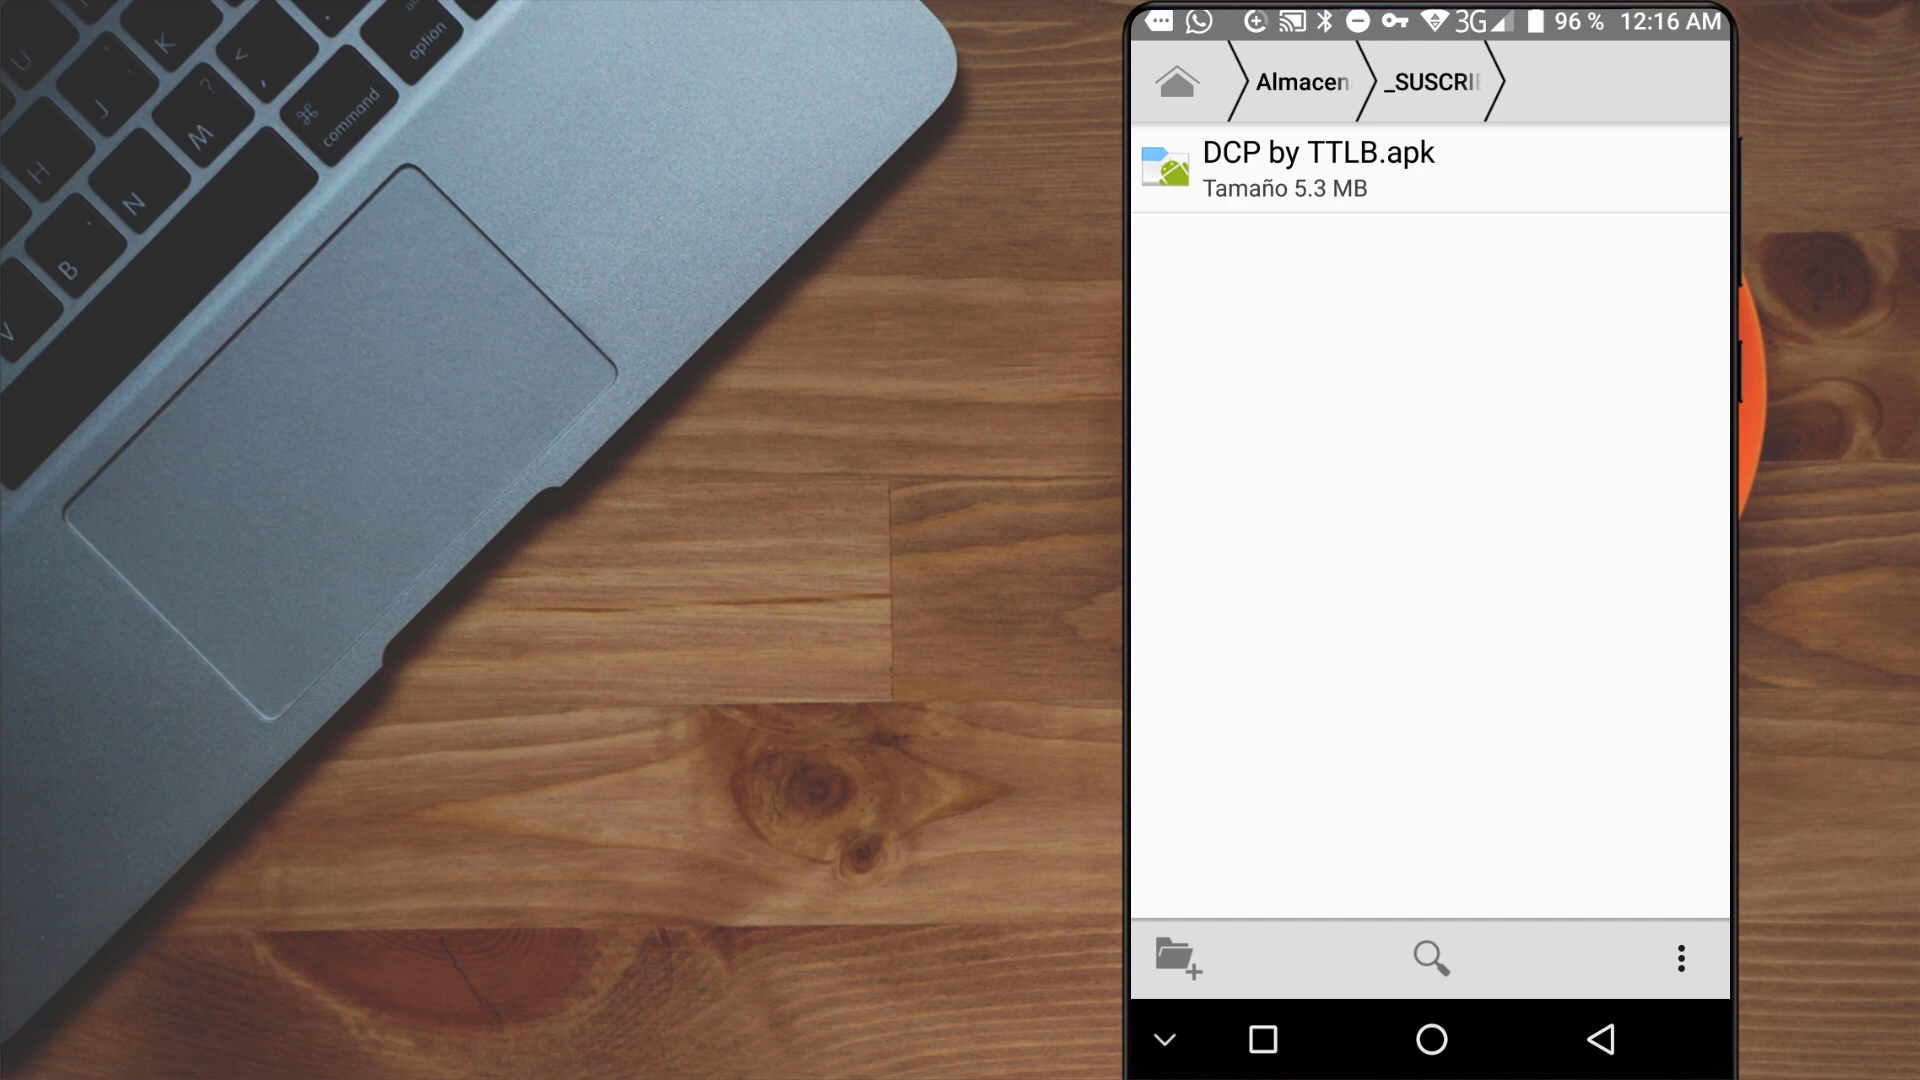 3G 96 % 12:16 AM
Almacen _SUSCRI
DCP by TTLB.apk
Tamaño 5.3 MB
U K < , option
J ? M ⌘ command
H N
B
V